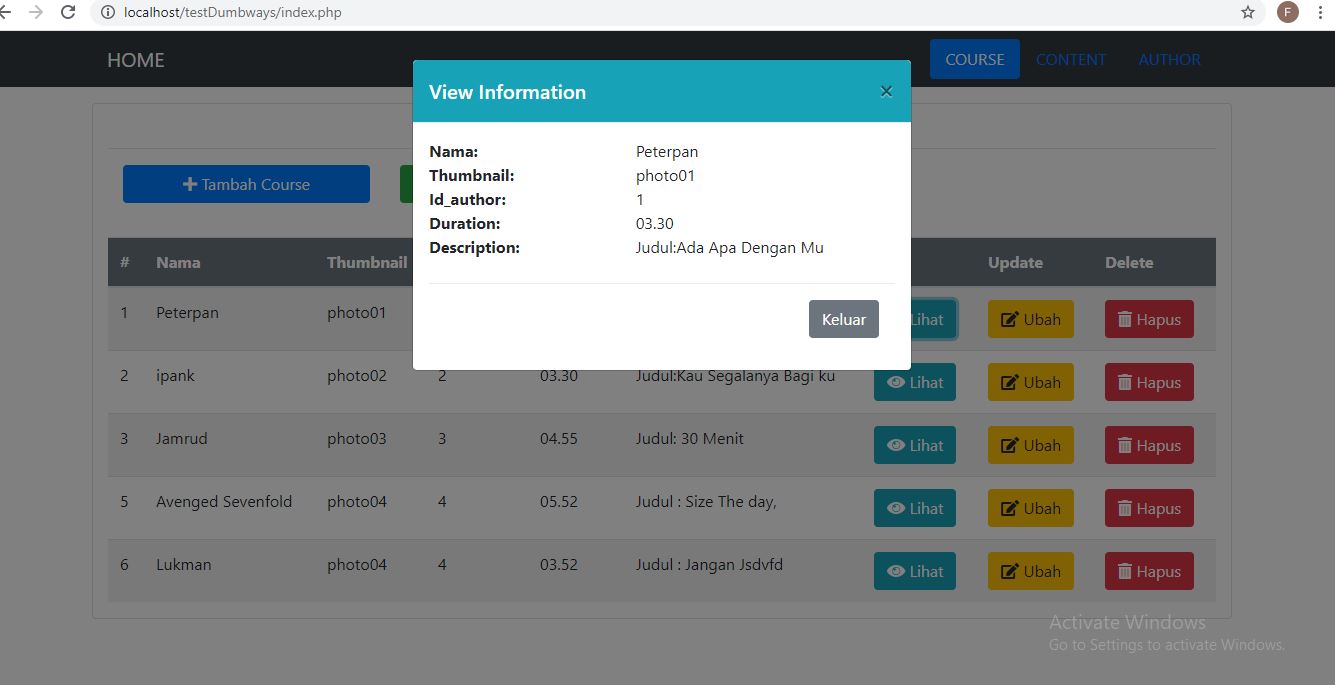 localhost/testDumbways/index.php
F
HOME
COURSE CONTENT AUTHOR
View Information ×
Nama: Peterpan
Thumbnail: photo01
Id_author: 1
Duration: 03.30
Description: Judul:Ada Apa Dengan Mu
Keluar
Tambah Course
# Nama Thumbnail Update Delete
1 Peterpan photo01 Lihat Ubah Hapus
2 ipank photo02 2 03.30 Judul:Kau Segalanya Bagi ku Lihat Ubah Hapus
3 Jamrud photo03 3 04.55 Judul: 30 Menit Lihat Ubah Hapus
5 Avenged Sevenfold photo04 4 05.52 Judul : Size The day, Lihat Ubah Hapus
6 Lukman photo04 4 03.52 Judul : Jangan Jsdvfd Lihat Ubah Hapus
Activate Windows
Go to Settings to activate Windows.